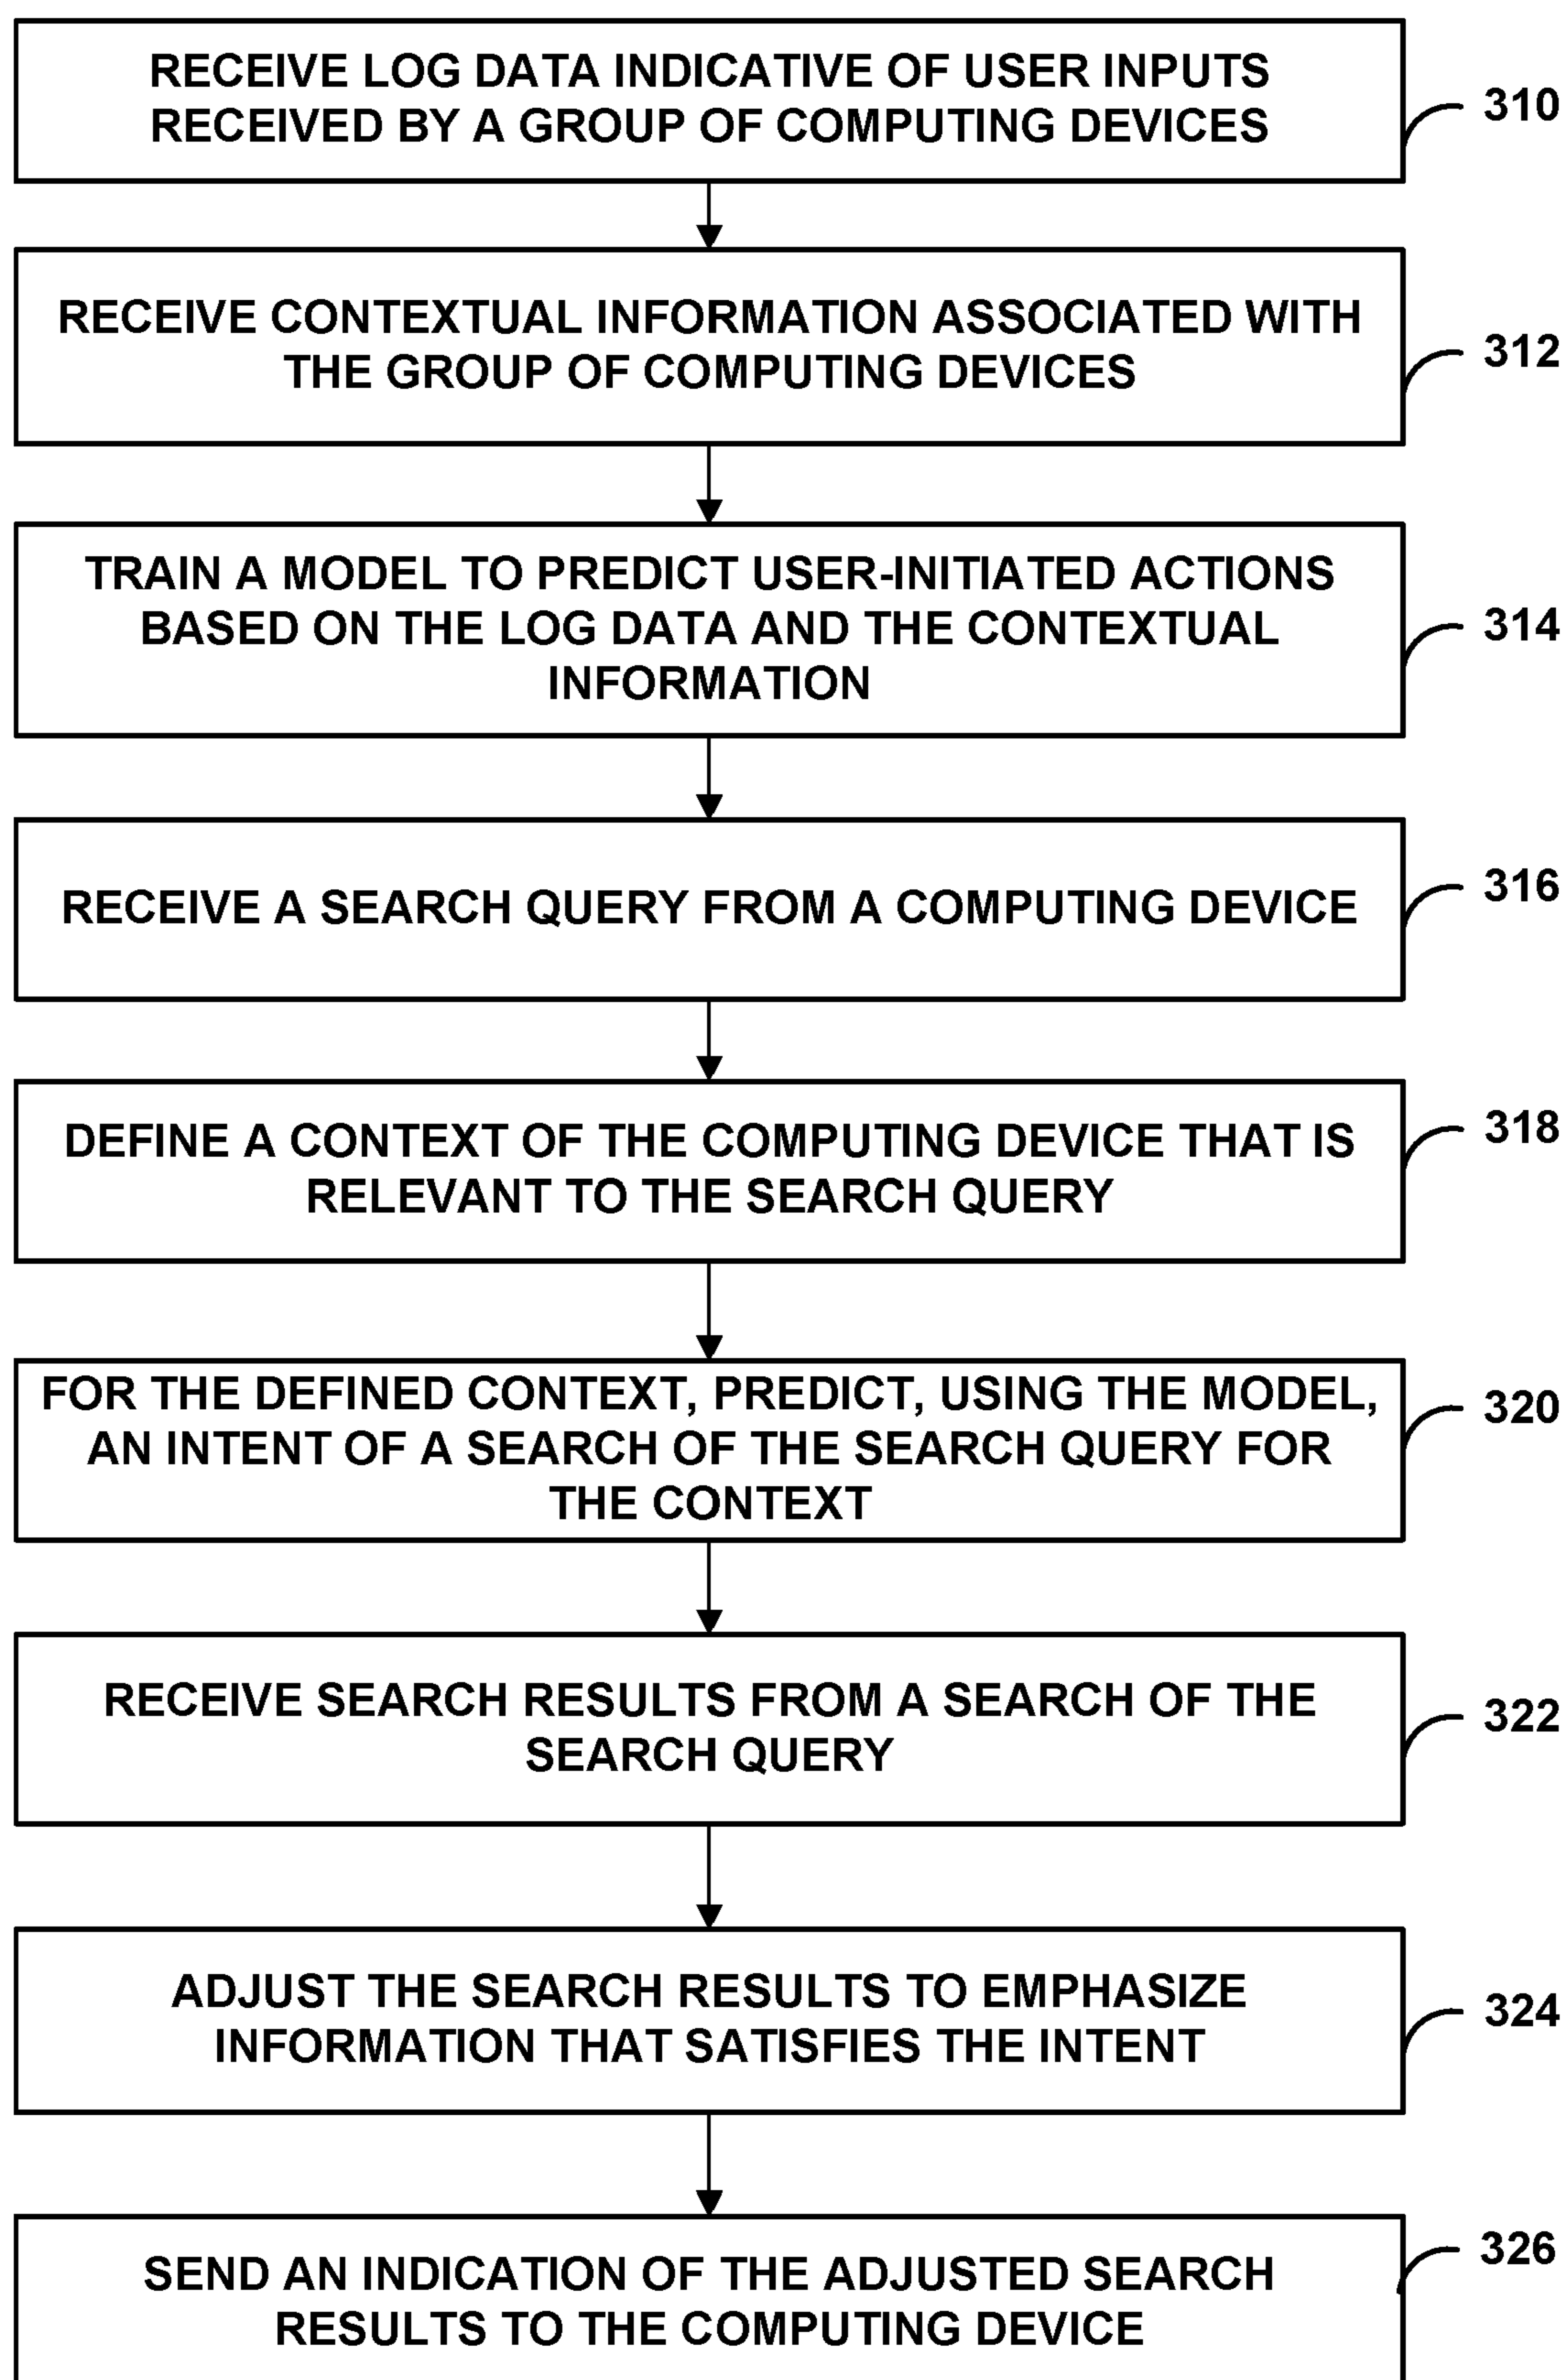 RECEIVE LOG DATA INDICATIVE OF USER INPUTS
RECEIVED BY A GROUP OF COMPUTING DEVICES
310
RECEIVE CONTEXTUAL INFORMATION ASSOCIATED WITH
THE GROUP OF COMPUTING DEVICES
312
TRAIN A MODEL TO PREDICT USER-INITIATED ACTIONS
BASED ON THE LOG DATA AND THE CONTEXTUAL
INFORMATION
314
RECEIVE A SEARCH QUERY FROM A COMPUTING DEVICE
316
DEFINE A CONTEXT OF THE COMPUTING DEVICE THAT IS
RELEVANT TO THE SEARCH QUERY
318
FOR THE DEFINED CONTEXT, PREDICT, USING THE MODEL,
AN INTENT OF A SEARCH OF THE SEARCH QUERY FOR
THE CONTEXT
320
RECEIVE SEARCH RESULTS FROM A SEARCH OF THE
SEARCH QUERY
322
ADJUST THE SEARCH RESULTS TO EMPHASIZE
INFORMATION THAT SATISFIES THE INTENT
324
SEND AN INDICATION OF THE ADJUSTED SEARCH
RESULTS TO THE COMPUTING DEVICE
326